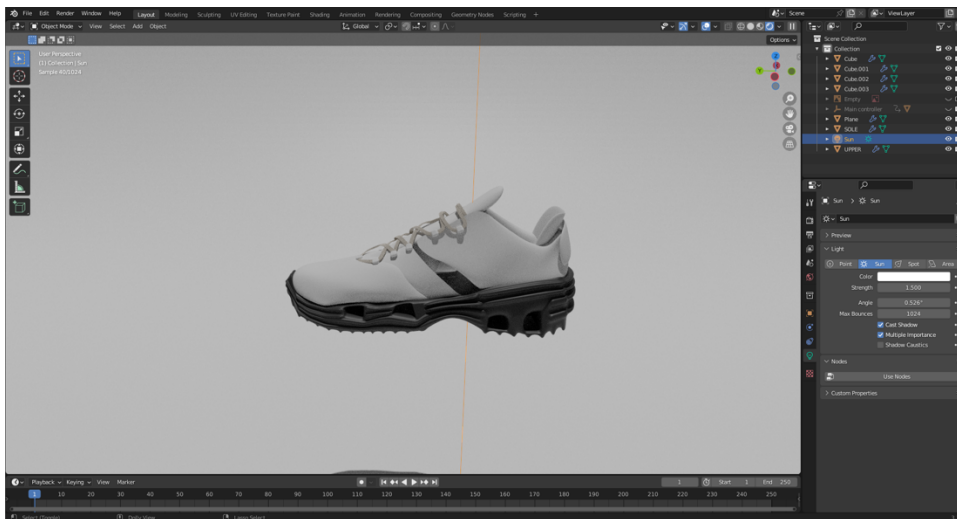 File Edit Render Window Help Layout Modeling Sculpting UV Editing Texture Paint Shading Animation Rendering Compositing Geometry Nodes Scripting + Scene ViewLayer
Object Mode View Select Add Object Global
Options
User Perspective
(1) Collection | Sun
Sample 40/1024
Scene Collection
Collection
Cube
Cube.001
Cube.002
Cube.003
Empty
Main controller
Plane
SOLE
Sun
UPPER
Sun > Sun
Sun
Preview
Light
Point Sun Spot Area
Color
Strength 1.500
Angle 0.526°
Max Bounces 1024
Cast Shadow
Multiple Importance
Shadow Caustics
Nodes
Use Nodes
Custom Properties
Playback Keying View Marker 1 Start 1 End 250
1 10 20 30 40 50 60 70 80 90 100 110 120 130 140 150 160 170 180 190 200 210 220 230 240 250